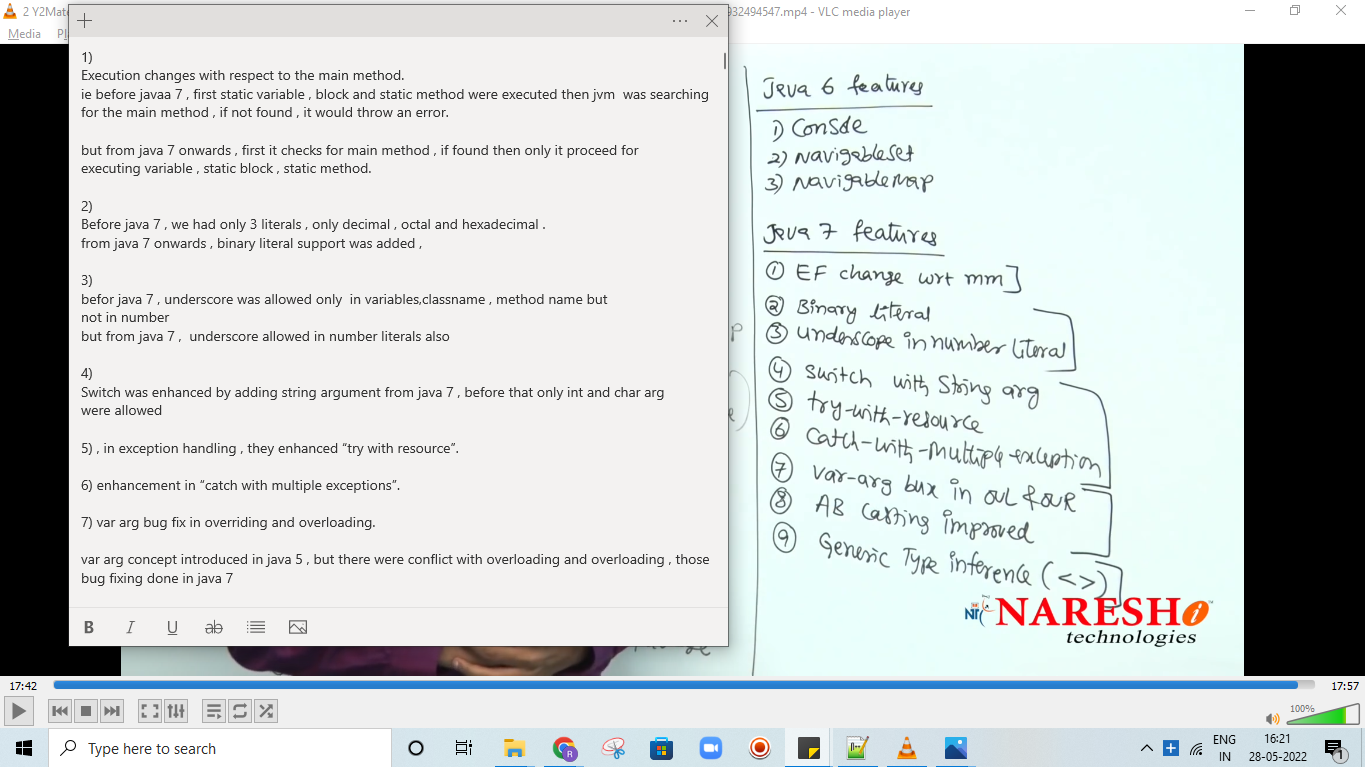 2 Y2Mate
932494547.mp4 - VLC media player
Media
1)
Execution changes with respect to the main method.
ie before javaa 7 , first static variable , block and static method were executed then jvm was searching
for the main method , if not found , it would throw an error.
but from java 7 onwards , first it checks for main method , if found then only it proceed for
executing variable , static block , static method.
2)
Before java 7 , we had only 3 literals , only decimal , octal and hexadecimal .
from java 7 onwards , binary literal support was added ,
3)
befor java 7 , underscore was allowed only in variables,classname , method name but
not in number
but from java 7 , underscore allowed in number literals also
4)
Switch was enhanced by adding string argument from java 7 , before that only int and char arg
were allowed
5) , in exception handling , they enhanced “try with resource”.
6) enhancement in “catch with multiple exceptions”.
7) var arg bug fix in overriding and overloading.
var arg concept introduced in java 5 , but there were conflict with overloading and overloading , those
bug fixing done in java 7
B I U ab
Java 6 features
1) Console
2) NavigableSet
3) NavigableMap
Java 7 features
① EF change wrt mm]
② Binary literal
③ underscope in number literal
④ switch with String arg
⑤ try-with-resource
⑥ catch-with-multiple-exception
⑦ var-arg bux in OVL & OVR
⑧ AB casting improved
⑨ Generic Type inference (<>)
NARESH i
technologies
17:42
17:57
100%
Type here to search
ENG
IN
16:21
28-05-2022
1